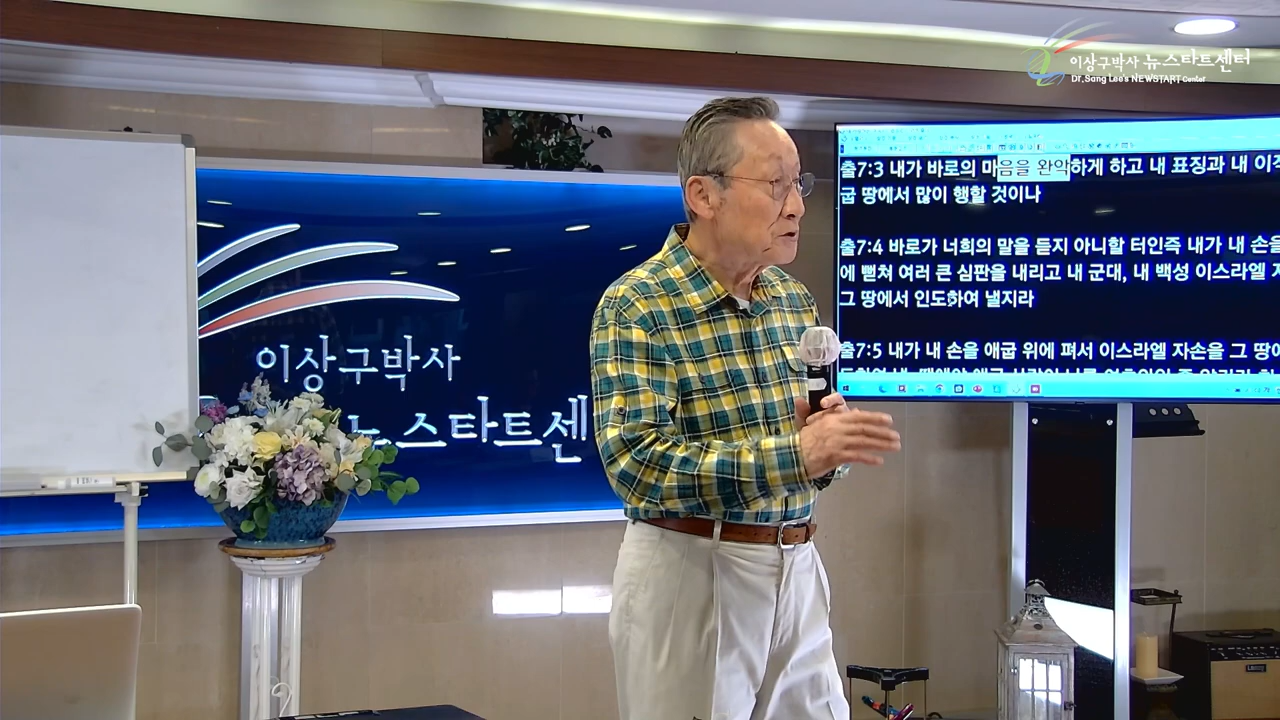 이상구박사 뉴스타트센터
Dr. Sang Lee's NEWSTART Center
출7:3 내가 바로의 마음을 완악하게 하고 내 표징과 내 이
굽 땅에서 많이 행할 것이나
출7:4 바로가 너희의 말을 듣지 아니할 터인즉 내가 내 손을
에 뻗쳐 여러 큰 심판을 내리고 내 군대, 내 백성 이스라엘
그 땅에서 인도하여 낼지라
출7:5 내가 내 손을 애굽 위에 펴서 이스라엘 자손을 그 땅
이상구박사
뉴스타트센